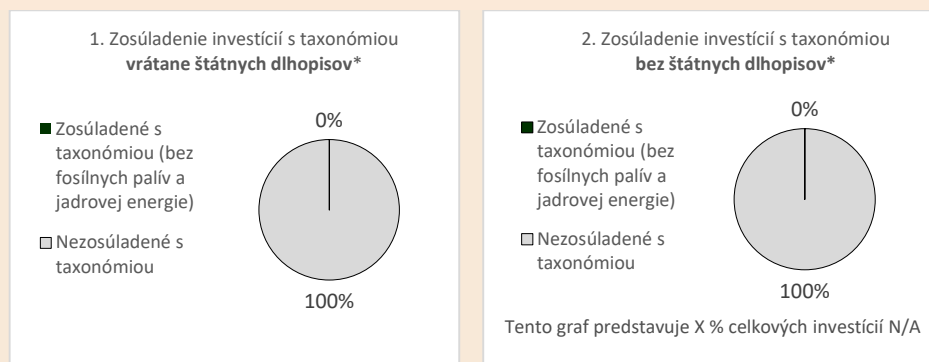 1. Zosúladenie investícií s taxonómiou
vrátane štátnych dlhopisov*
Zosúladené s
taxonómiou (bez
fosílnych palív a
jadrovej energie)
Nezosúladené s
taxonómiou
0%
100%
2. Zosúladenie investícií s taxonómiou
bez štátnych dlhopisov*
Zosúladené s
taxonómiou (bez
fosílnych palív a
jadrovej energie)
Nezosúladené s
taxonómiou
0%
100%
Tento graf predstavuje X % celkových investícií N/A